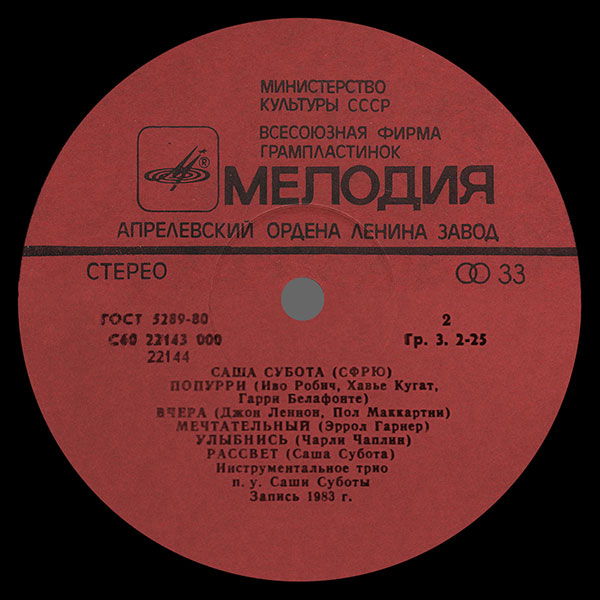 МИНИСТЕРСТВО
КУЛЬТУРЫ СССР
ВСЕСОЮЗНАЯ ФИРМА
ГРАМПЛАСТИНОК
®
МЕЛОДИЯ
АПРЕЛЕВСКИЙ ОРДЕНА ЛЕНИНА ЗАВОД
СТЕРЕО
33
ГОСТ 5289-80
2
С60 22143 000
Гр. 3. 2-25
22144
САША СУБОТА (СФРЮ)
ПОПУРРИ (Иво Робич, Хавье Кугат,
Гарри Белафонте)
ВЧЕРА (Джон Леннон, Пол Маккартни)
МЕЧТАТЕЛЬНЫЙ (Эррол Гарнер)
УЛЫБНИСЬ (Чарли Чаплин)
РАССВЕТ (Саша Субота)
Инструментальное трио
п. у. Саши Суботы
Запись 1983 г.